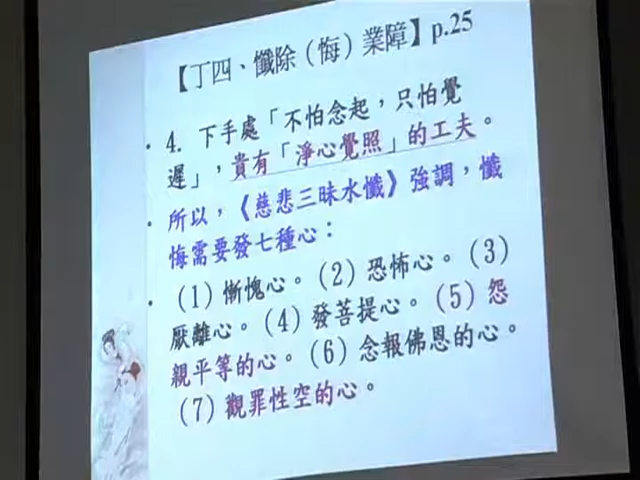 【丁四、懺除(悔)業障】p.25
• 4. 下手處「不怕念起，只怕覺
遲」，貴有「淨心覺照」的工夫。
• 所以，《慈悲三昧水懺》強調，懺
悔需要發七種心：
• (1) 慚愧心。(2) 恐怖心。(3)
厭離心。(4) 發菩提心。(5) 怨
親平等的心。(6) 念報佛恩的心。
(7) 觀罪性空的心。